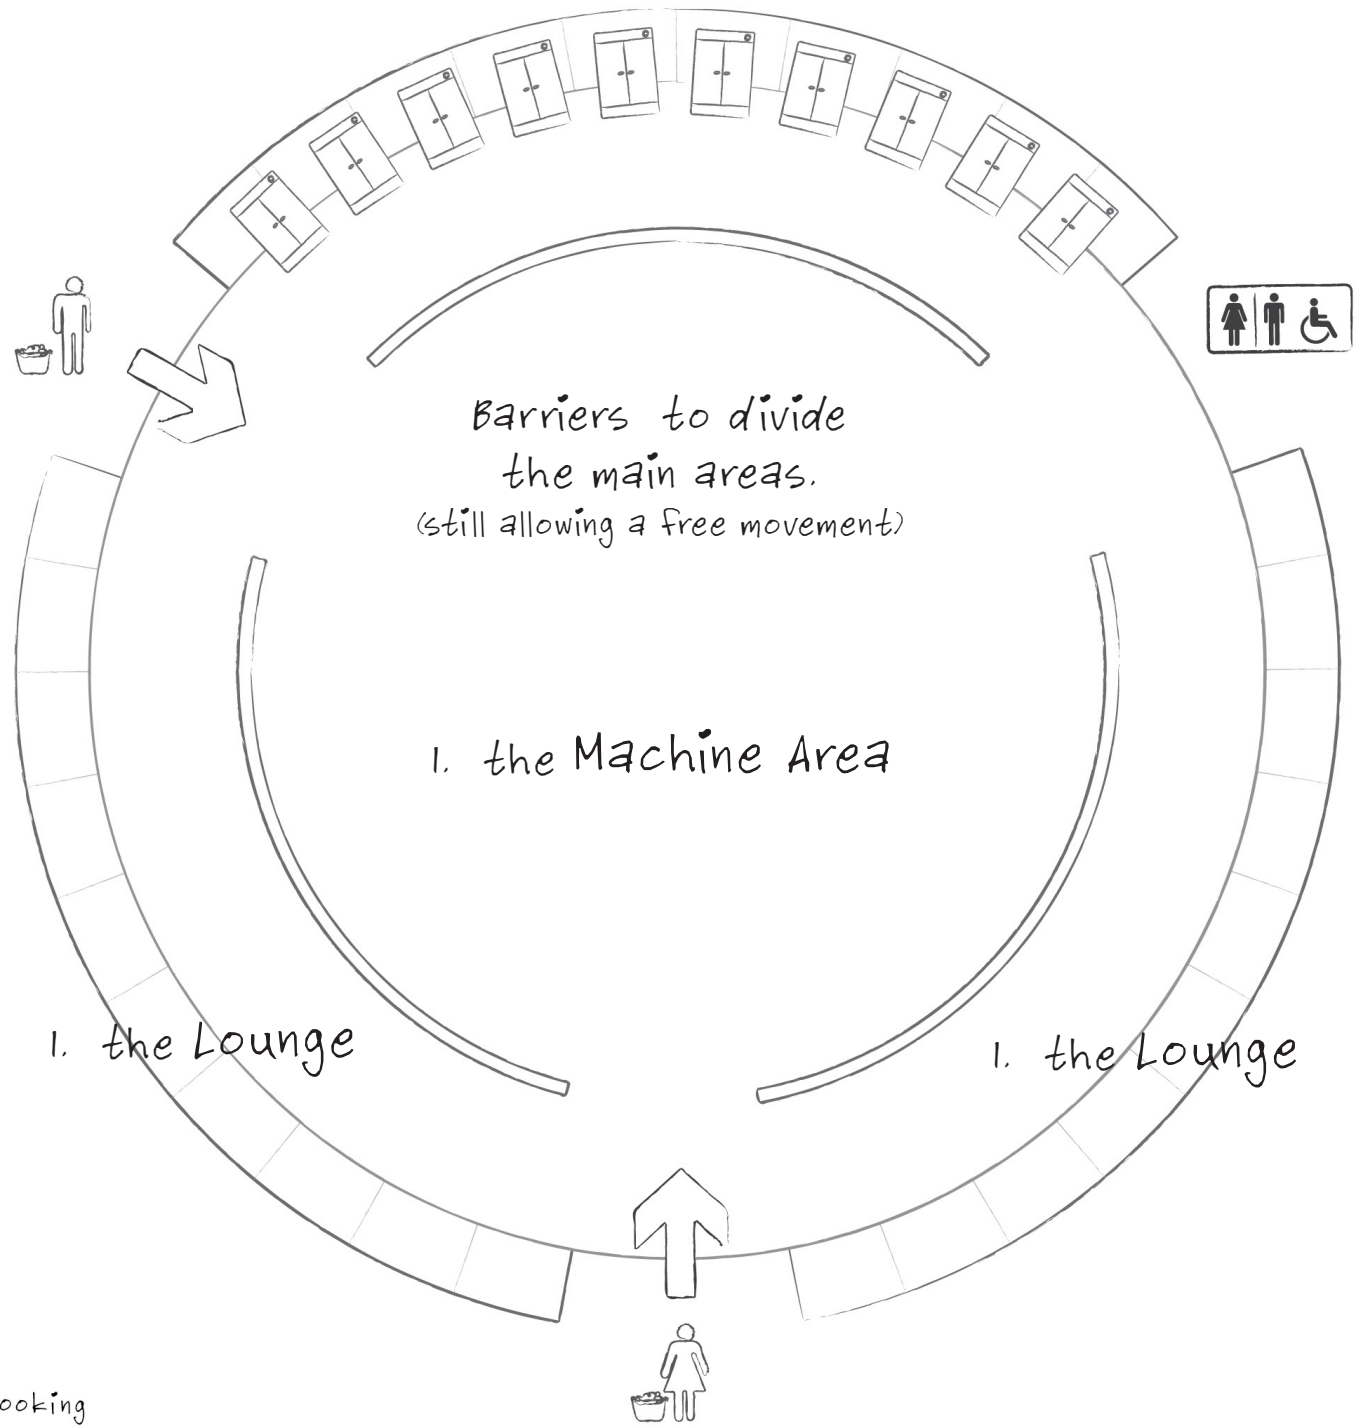 Barriers to divide
the main areas.
(still allowing a free movement)
1. the Machine Area
1. the Lounge
1. the Lounge
ooking